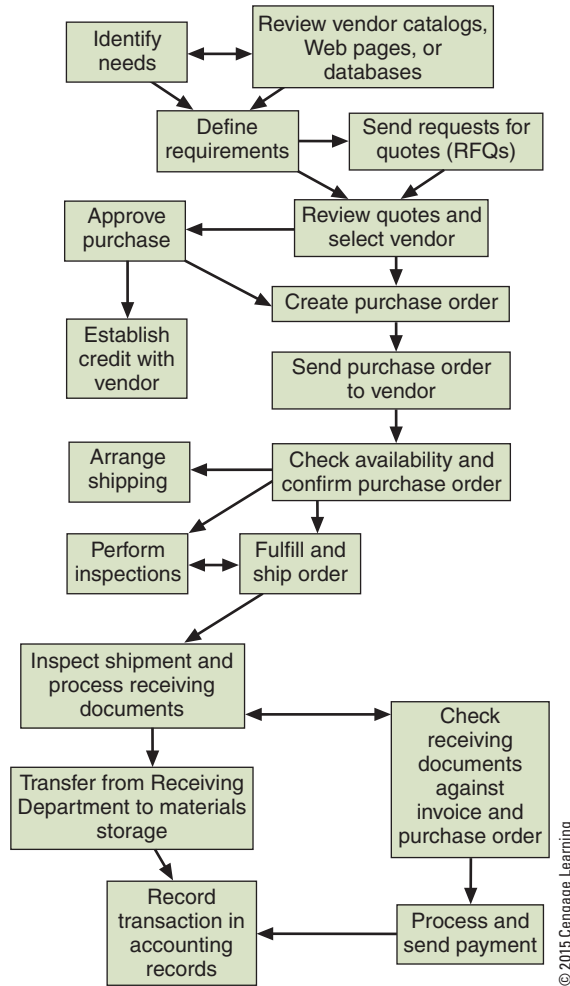 Identify
needs
Review vendor catalogs,
Web pages, or
databases
Define
requirements
Send requests for
quotes (RFQs)
Approve
purchase
Review quotes and
select vendor
Create purchase order
Establish
credit with
vendor
Send purchase order
to vendor
Arrange
shipping
Check availability and
confirm purchase order
Perform
inspections
Fulfill and
ship order
Inspect shipment and
process receiving
documents
Check
receiving
documents
against
invoice and
purchase order
Transfer from Receiving
Department to materials
storage
Record
transaction in
accounting
records
Process and
send payment
© 2015 Cengage Learning